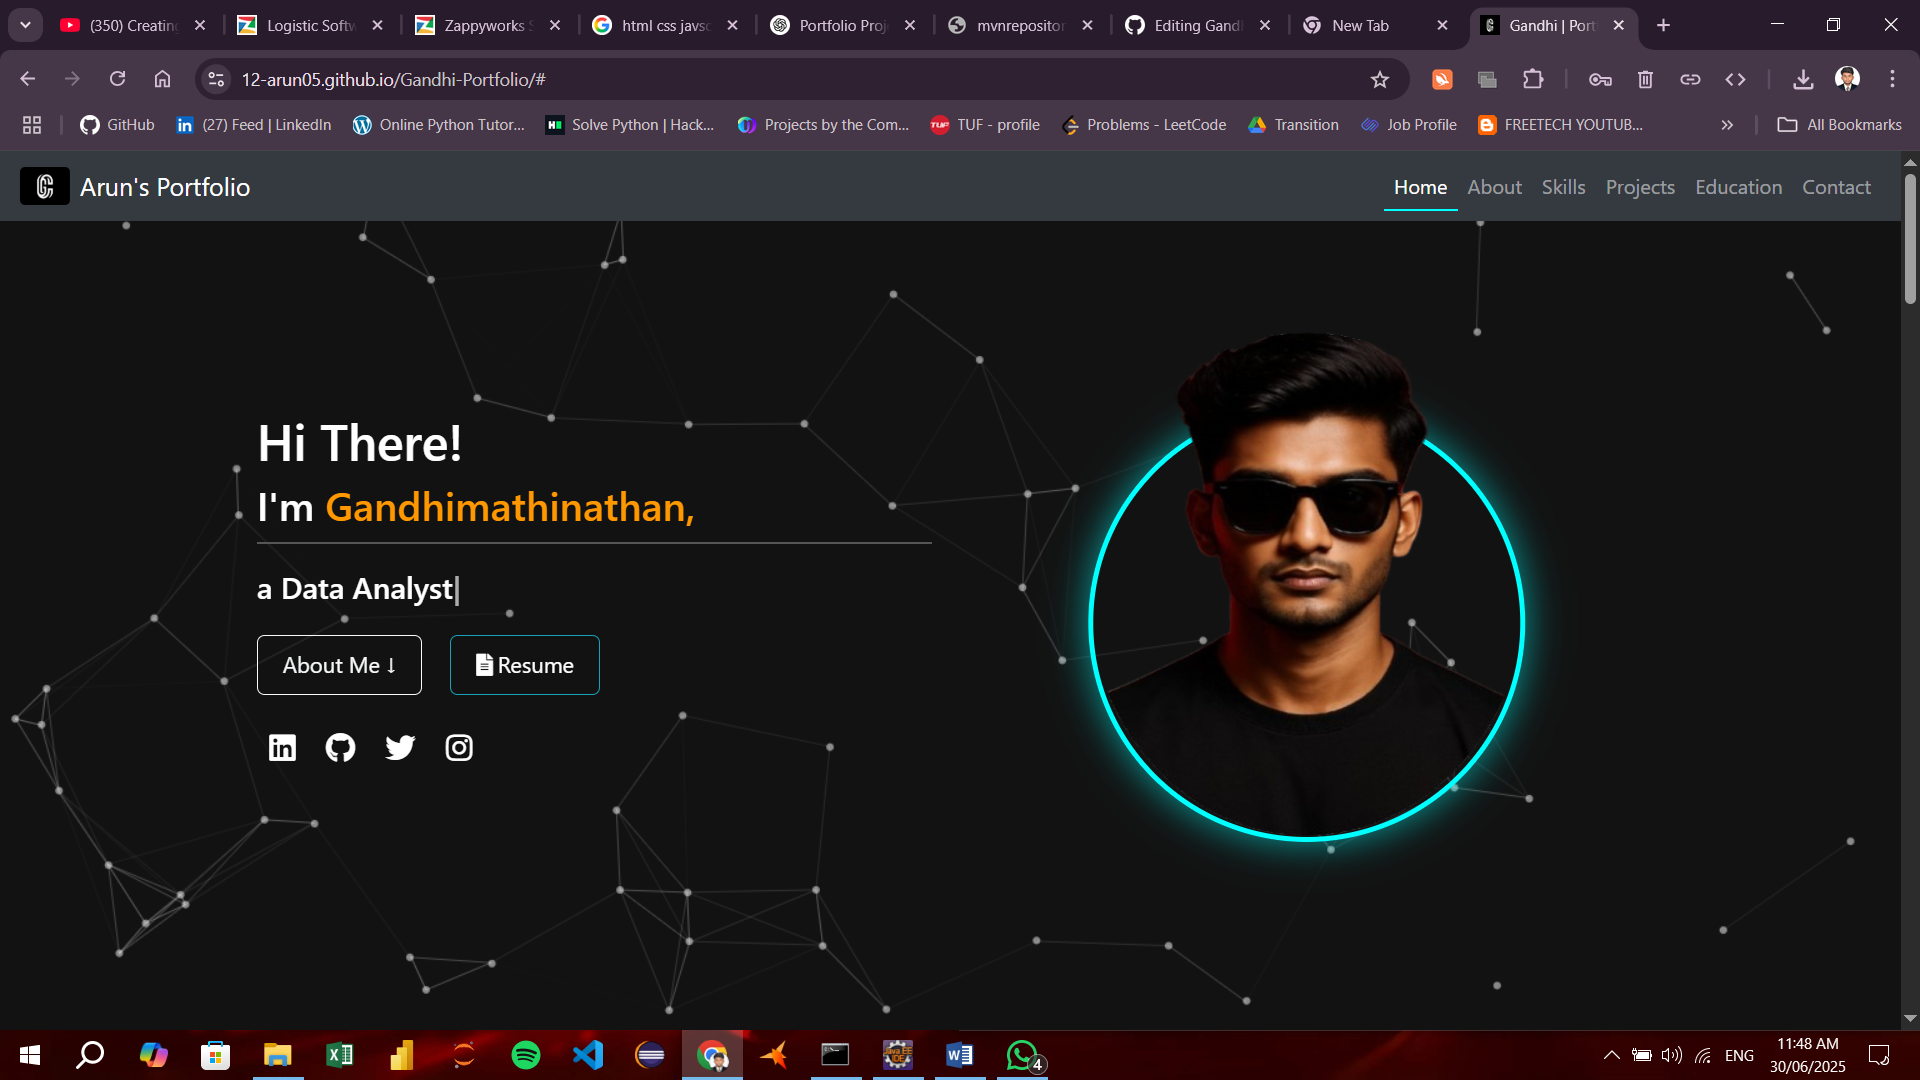 (350) Creating
Logistic Softw
Zappyworks S
html css javsc
Portfolio Proj
mvnrepositor
Editing Gandh
New Tab
Gandhi | Port
12-arun05.github.io/Gandhi-Portfolio/#
GitHub
(27) Feed | LinkedIn
Online Python Tutor...
Solve Python | Hack...
Projects by the Com...
TUF - profile
Problems - LeetCode
Transition
Job Profile
FREETECH YOUTUB...
All Bookmarks
Arun's Portfolio
Home
About
Skills
Projects
Education
Contact
Hi There!
I'm Gandhimathinathan,
a Data Analyst|
About Me ↓
Resume
4
ENG
11:48 AM
30/06/2025